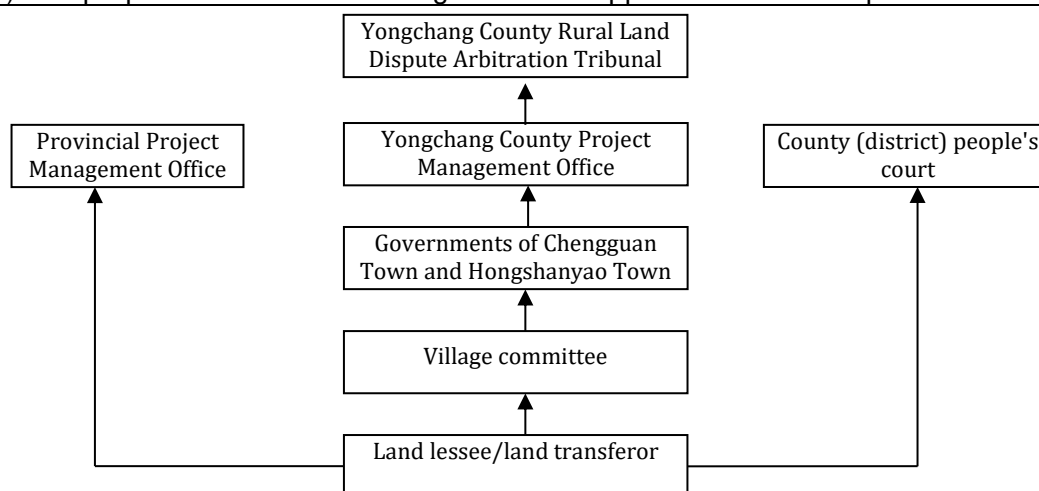 Yongchang County Rural Land
Dispute Arbitration Tribunal
Provincial Project
Management Office
Yongchang County Project
Management Office
County (district) people's
court
Governments of Chengguan
Town and Hongshanyao Town
Village committee
Land lessee/land transferor